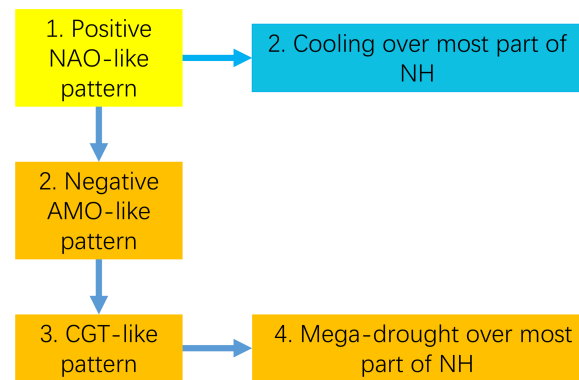 1. Positive
NAO-like
pattern
2. Cooling over most part of
NH
2. Negative
AMO-like
pattern
3. CGT-like
pattern
4. Mega-drought over most
part of NH